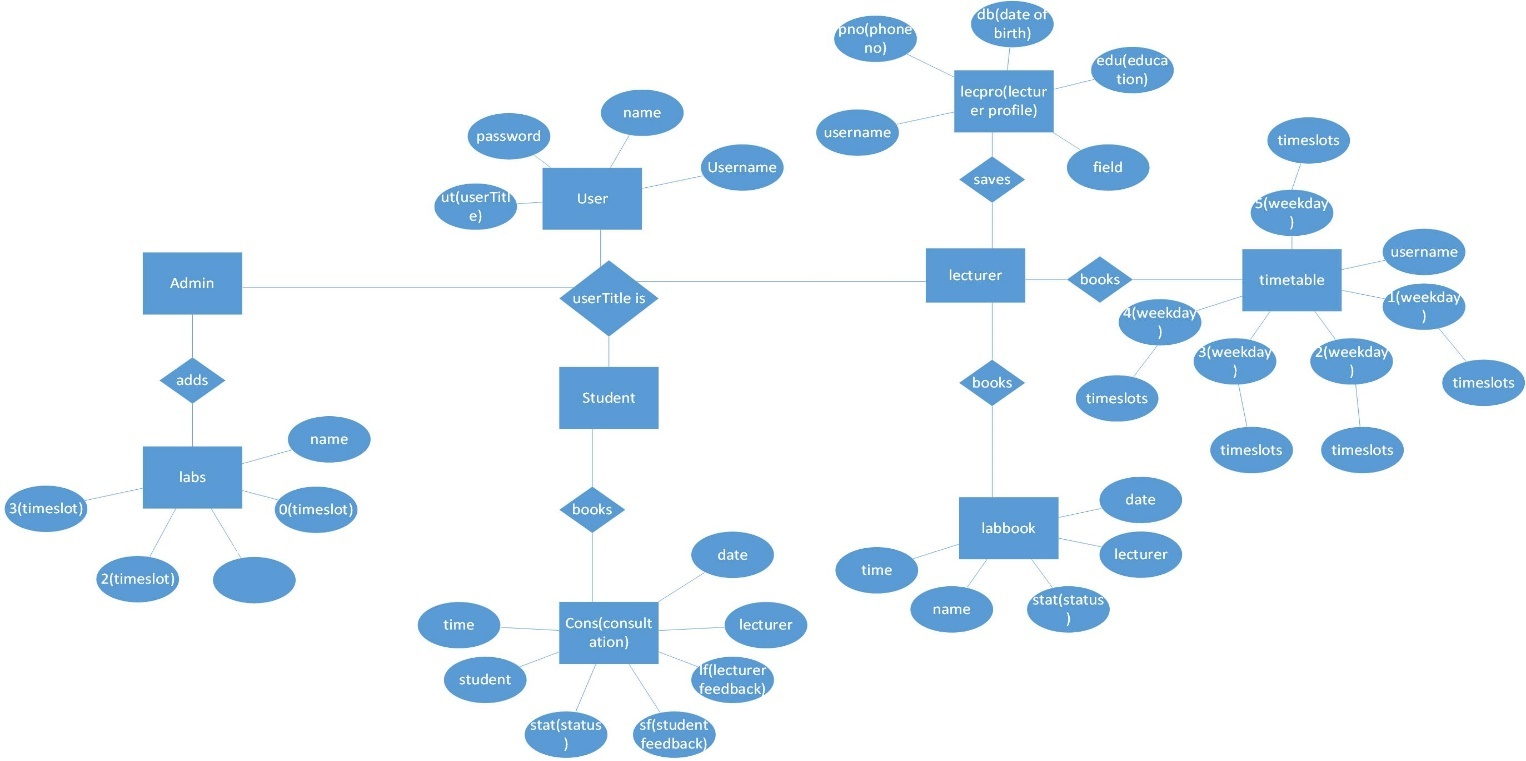 pno(phone
no)
db(date of
birth)
edu(educa
tion)
lecpro(lectur
er profile)
username
field
saves
name
password
Username
ut(userTitl
e)
User
timeslots
5(weekday
)
username
timetable
1(weekday
)
timeslots
4(weekday
)
3(weekday
)
2(weekday
)
timeslots
timeslots
timeslots
Admin
userTitle is
lecturer
books
adds
Student
books
name
labs
3(timeslot)
0(timeslot)
2(timeslot)
books
date
time
Cons(consult
ation)
lecturer
student
lf(lecturer
feedback)
stat(status
)
sf(student
feedback)
labbook
date
lecturer
time
name
stat(status
)